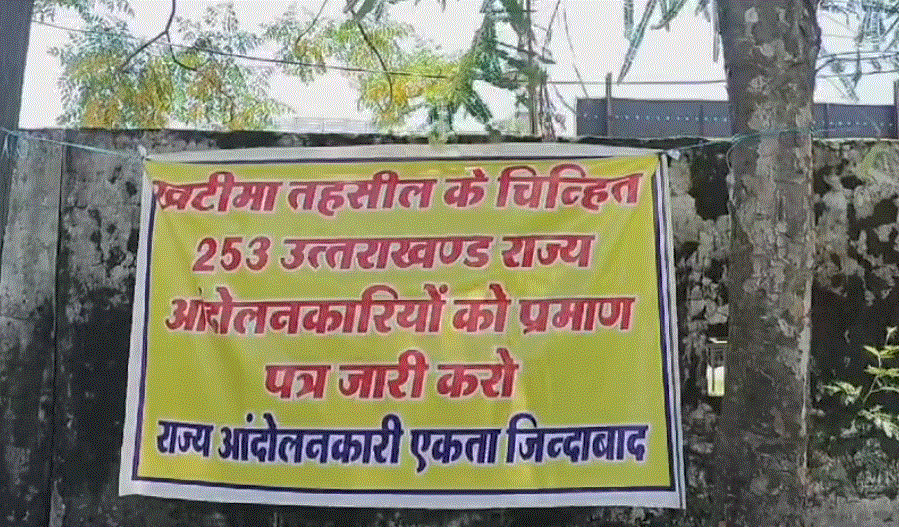 खटीमा तहसील के चिन्हित
253 उत्तराखण्ड राज्य
आंदोलनकारियों को प्रमाण
पत्र जारी करो
राज्य आंदोलनकारी एकता जिन्दाबाद